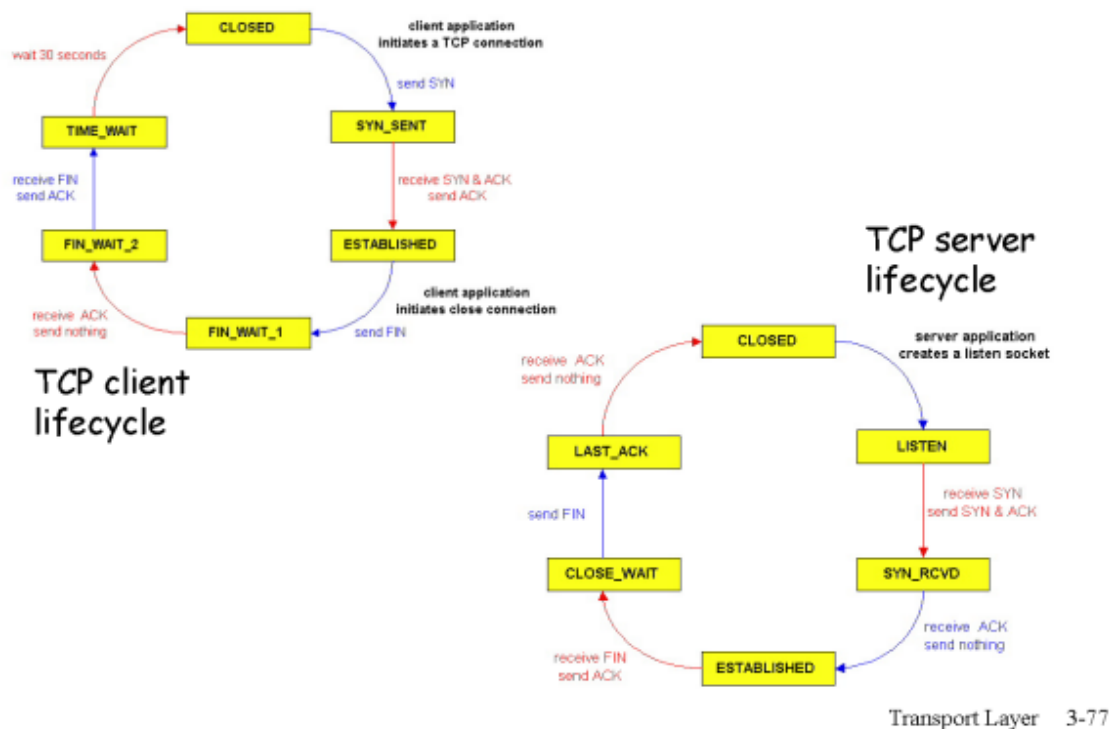 CLOSED
client application
initiates a TCP connection
wait 30 seconds
send SYN
TIME_WAIT
SYN_SENT
receive FIN
send ACK
receive SYN & ACK
send ACK
FIN_WAIT_2
ESTABLISHED
client application
initiates close connection
receive ACK
send nothing
FIN_WAIT_1
send FIN
TCP client
lifecycle
TCP server
lifecycle
CLOSED
server application
creates a listen socket
receive ACK
send nothing
LAST_ACK
LISTEN
send FIN
receive SYN
send SYN & ACK
CLOSE_WAIT
SYN_RCVD
receive ACK
send nothing
receive FIN
send ACK
ESTABLISHED
Transport Layer 3-77